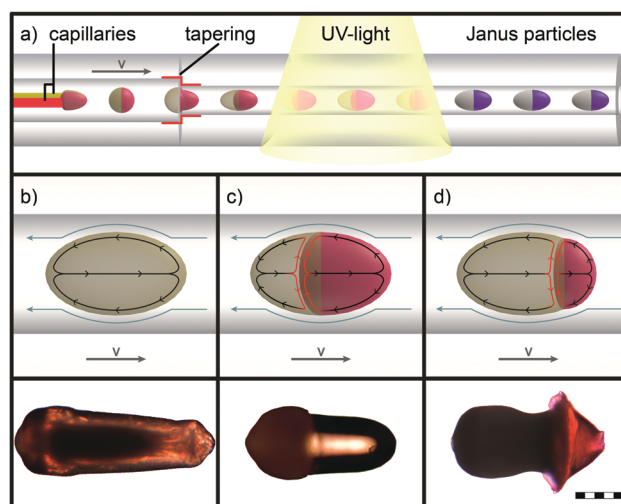 a) capillaries tapering UV-light Janus particles
v
b) c) d)
v v v